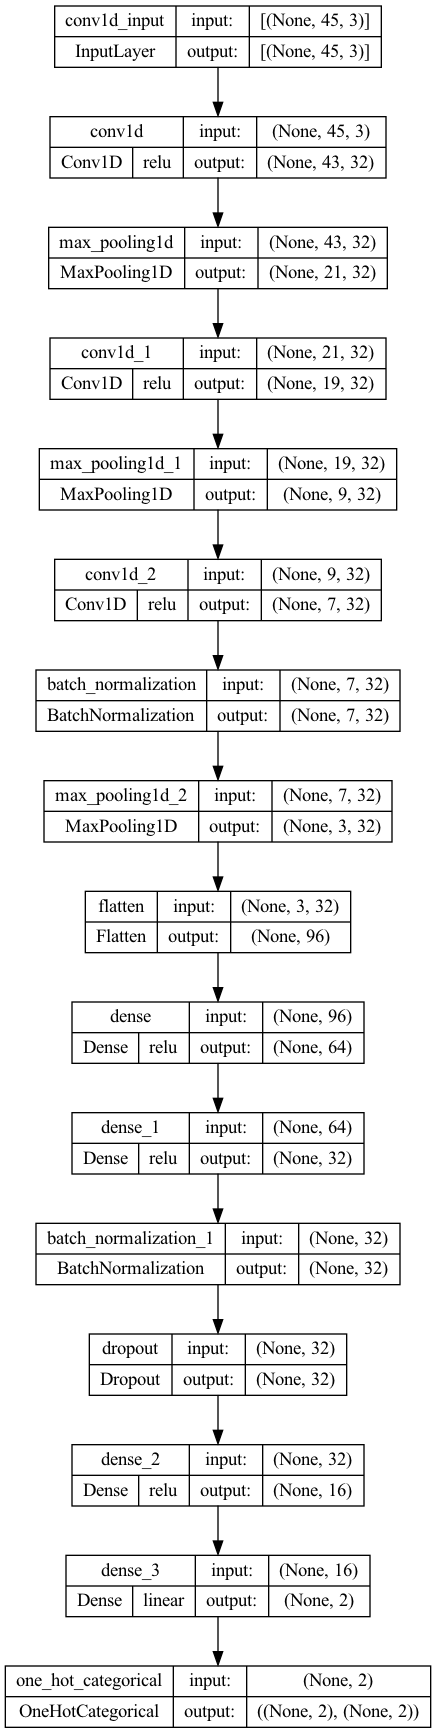 conv1d_input input: [(None, 45, 3)]
InputLayer output: [(None, 45, 3)]
conv1d input: (None, 45, 3)
Conv1D relu output: (None, 43, 32)
max_pooling1d input: (None, 43, 32)
MaxPooling1D output: (None, 21, 32)
conv1d_1 input: (None, 21, 32)
Conv1D relu output: (None, 19, 32)
max_pooling1d_1 input: (None, 19, 32)
MaxPooling1D output: (None, 9, 32)
conv1d_2 input: (None, 9, 32)
Conv1D relu output: (None, 7, 32)
batch_normalization input: (None, 7, 32)
BatchNormalization output: (None, 7, 32)
max_pooling1d_2 input: (None, 7, 32)
MaxPooling1D output: (None, 3, 32)
flatten input: (None, 3, 32)
Flatten output: (None, 96)
dense input: (None, 96)
Dense relu output: (None, 64)
dense_1 input: (None, 64)
Dense relu output: (None, 32)
batch_normalization_1 input: (None, 32)
BatchNormalization output: (None, 32)
dropout input: (None, 32)
Dropout output: (None, 32)
dense_2 input: (None, 32)
Dense relu output: (None, 16)
dense_3 input: (None, 16)
Dense linear output: (None, 2)
one_hot_categorical input: (None, 2)
OneHotCategorical output: ((None, 2), (None, 2))